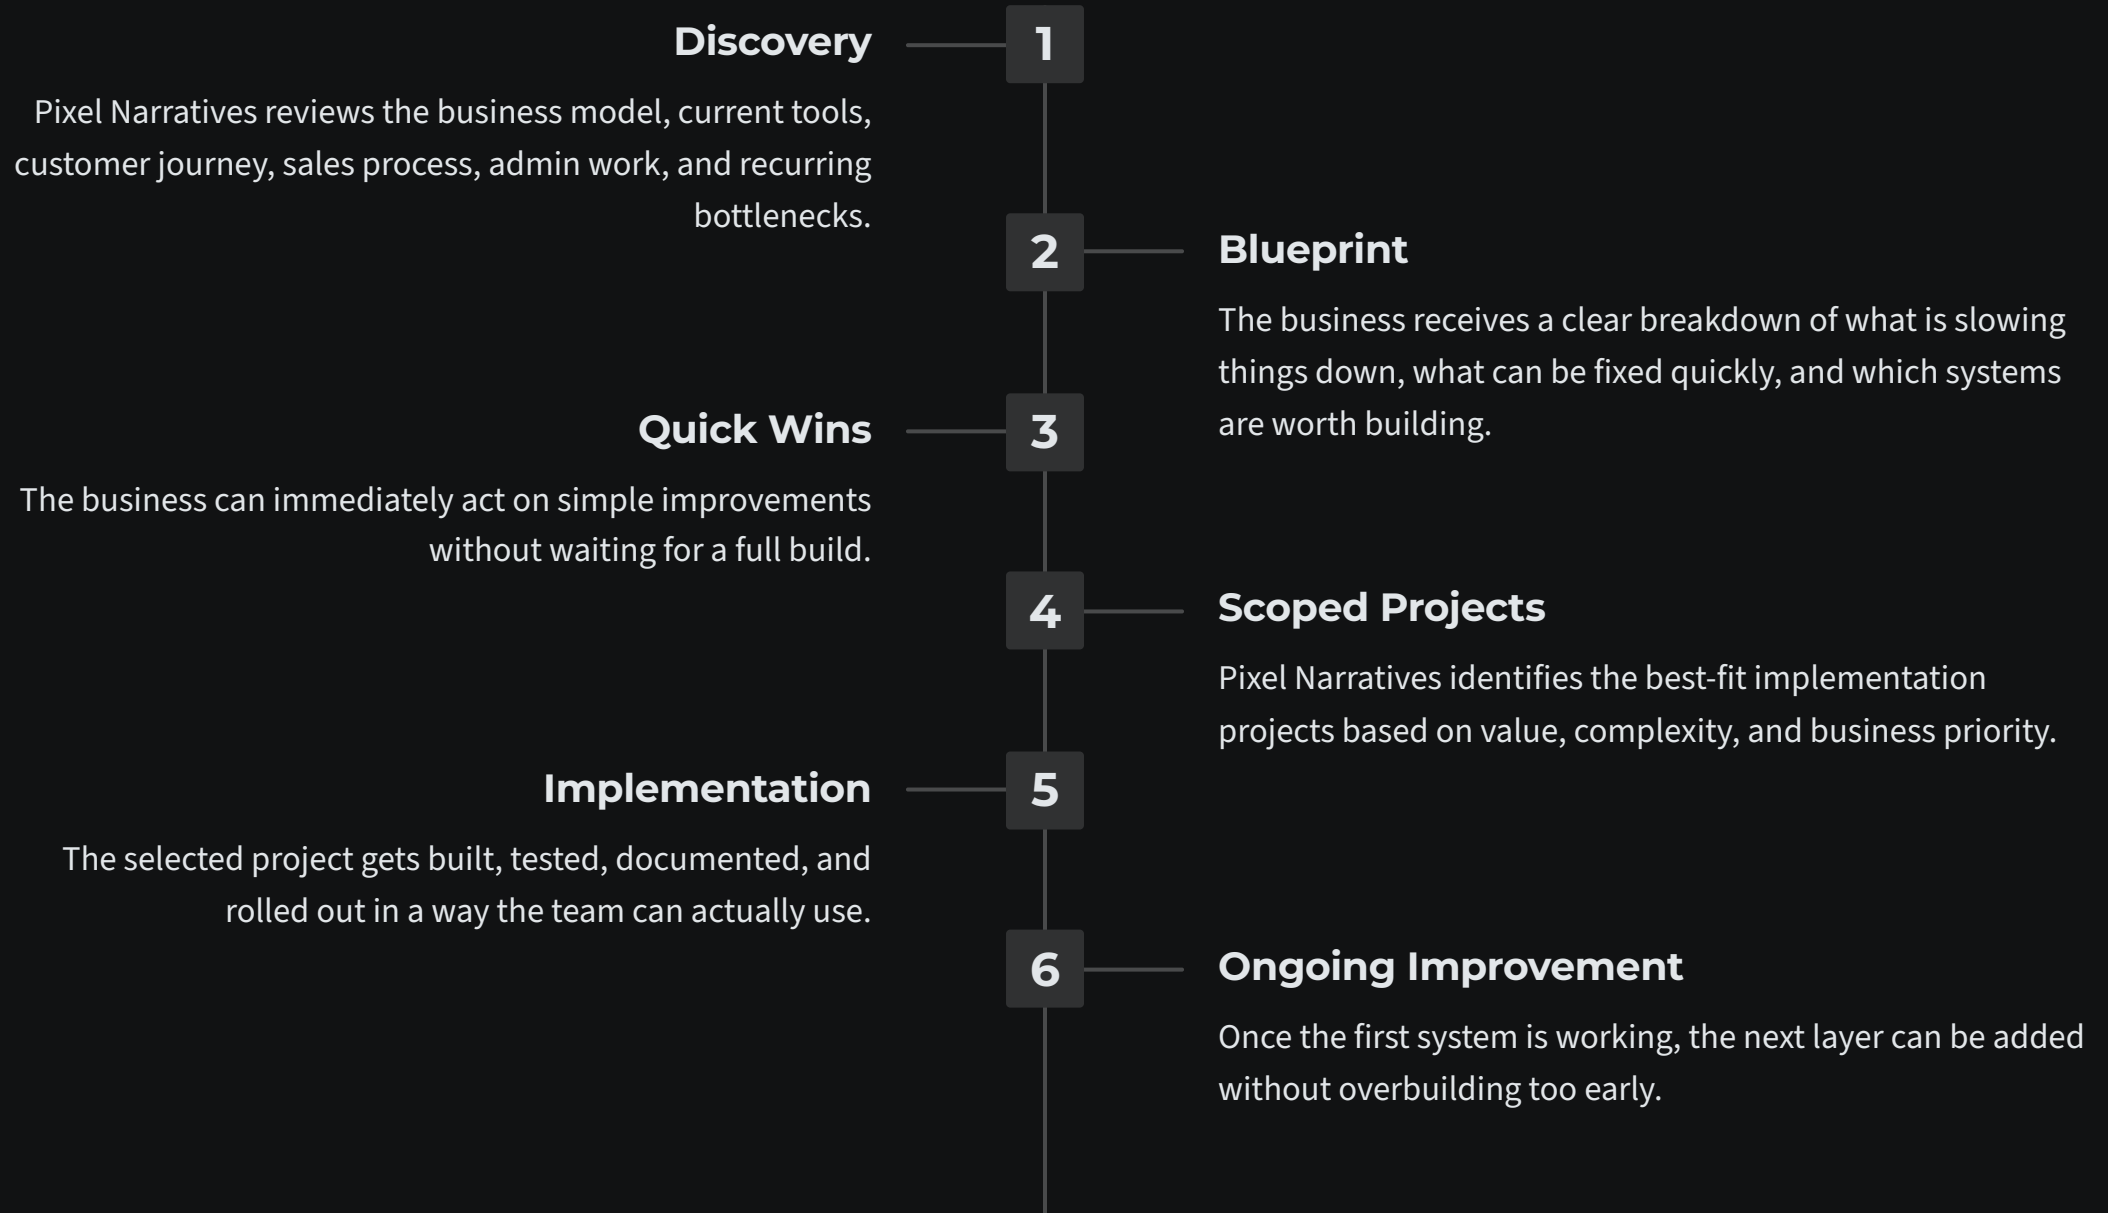 Discovery
1
Pixel Narratives reviews the business model, current tools,
customer journey, sales process, admin work, and recurring
bottlenecks.
2
Blueprint
The business receives a clear breakdown of what is slowing
things down, what can be fixed quickly, and which systems
are worth building.
Quick Wins
3
The business can immediately act on simple improvements
without waiting for a full build.
4
Scoped Projects
Pixel Narratives identifies the best-fit implementation
projects based on value, complexity, and business priority.
Implementation
5
The selected project gets built, tested, documented, and
rolled out in a way the team can actually use.
6
Ongoing Improvement
Once the first system is working, the next layer can be added
without overbuilding too early.